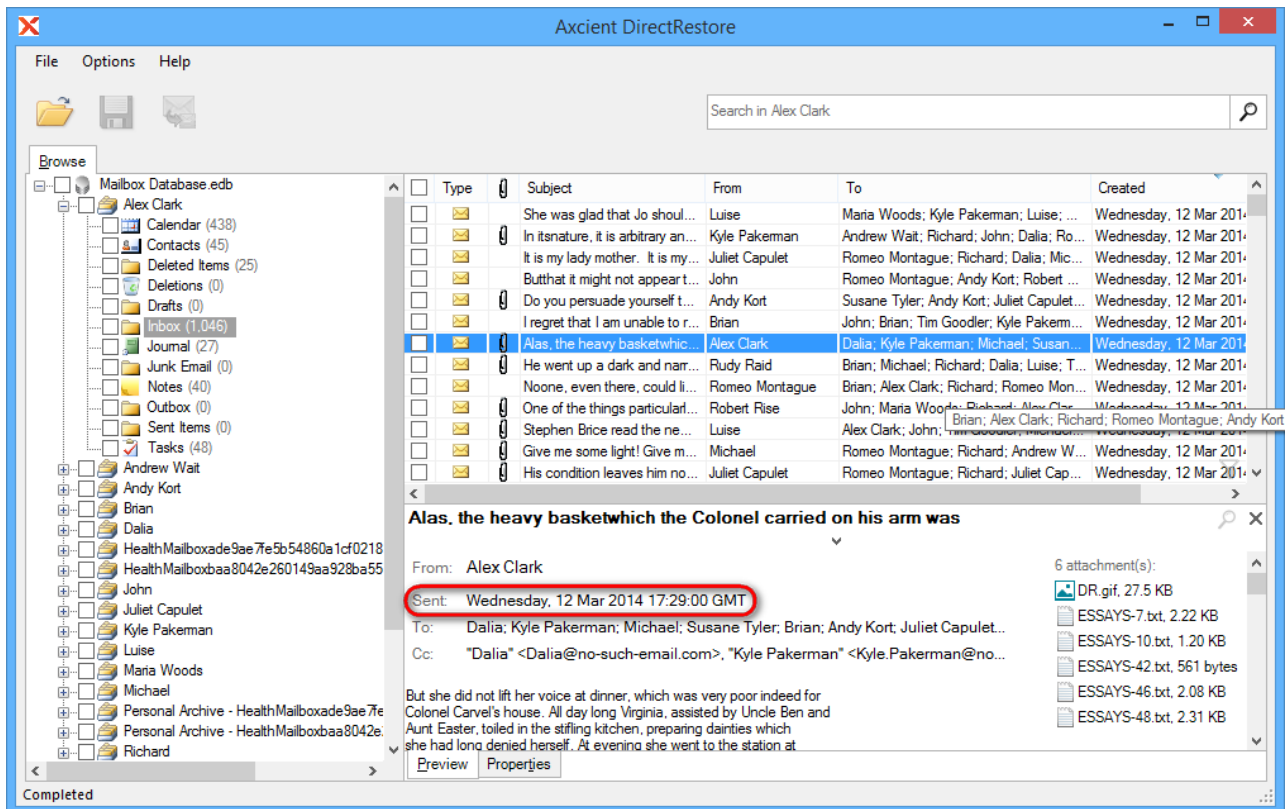 Axcient DirectRestore
File Options Help
Search in Alex Clark
Browse
Mailbox Database.edb
Alex Clark
Calendar (438)
Contacts (45)
Deleted Items (25)
Deletions (0)
Drafts (0)
Inbox (1,046)
Journal (27)
Junk Email (0)
Notes (40)
Outbox (0)
Sent Items (0)
Tasks (48)
Andrew Wait
Andy Kort
Brian
Dalia
HealthMailboxade9ae7fe5b54860a1cf0218
HealthMailboxbaa8042e260149aa928ba55
John
Juliet Capulet
Kyle Pakerman
Luise
Maria Woods
Michael
Personal Archive - HealthMailboxade9ae7fe
Personal Archive - HealthMailboxbaa8042e
Richard
Type Subject From To Created
She was glad that Jo shoul... Luise Maria Woods; Kyle Pakerman; Luise; ... Wednesday, 12 Mar 2014
In itsnature, it is arbitrary an... Kyle Pakerman Andrew Wait; Richard; John; Dalia; Ro... Wednesday, 12 Mar 2014
It is my lady mother. It is my... Juliet Capulet Romeo Montague; Richard; Dalia; Mic... Wednesday, 12 Mar 2014
Butthat it might not appear t... John Romeo Montague; Andy Kort; Robert ... Wednesday, 12 Mar 2014
Do you persuade yourself t... Andy Kort Susane Tyler; Andy Kort; Juliet Capulet... Wednesday, 12 Mar 2014
I regret that I am unable to r... Brian John; Brian; Tim Goodler; Kyle Pakerm... Wednesday, 12 Mar 2014
Alas, the heavy basketwhic... Alex Clark Dalia; Kyle Pakerman; Michael; Susan... Wednesday, 12 Mar 2014
He went up a dark and narr... Rudy Raid Brian; Michael; Richard; Dalia; Luise; T... Wednesday, 12 Mar 2014
Noone, even there, could li... Romeo Montague Brian; Alex Clark; Richard; Romeo Mon... Wednesday, 12 Mar 2014
One of the things particularl... Robert Rise John; Maria Woods; Richard; Alex Clar... Wednesday, 12 Mar 2014
Brian; Alex Clark; Richard; Romeo Montague; Andy Kort
Stephen Brice read the ne... Luise Alex Clark; John; Tim Goodler; Michael...
Give me some light! Give m... Michael Romeo Montague; Richard; Andrew W... Wednesday, 12 Mar 2014
His condition leaves him no... Juliet Capulet Romeo Montague; Richard; Juliet Cap... Wednesday, 12 Mar 2014
Alas, the heavy basketwhich the Colonel carried on his arm was
From: Alex Clark
Sent: Wednesday, 12 Mar 2014 17:29:00 GMT
To: Dalia; Kyle Pakerman; Michael; Susane Tyler; Brian; Andy Kort; Juliet Capulet...
Cc: "Dalia" <Dalia@no-such-email.com>, "Kyle Pakerman" <Kyle.Pakerman@no...
6 attachment(s):
DR.gif, 27.5 KB
ESSAYS-7.txt, 2.22 KB
ESSAYS-10.txt, 1.20 KB
ESSAYS-42.txt, 561 bytes
ESSAYS-46.txt, 2.08 KB
ESSAYS-48.txt, 2.31 KB
But she did not lift her voice at dinner, which was very poor indeed for
Colonel Carvel's house. All day long Virginia, assisted by Uncle Ben and
Aunt Easter, toiled in the stifling kitchen, preparing dainties which
she had long denied herself. At evening she went to the station at
Preview Properties
Completed